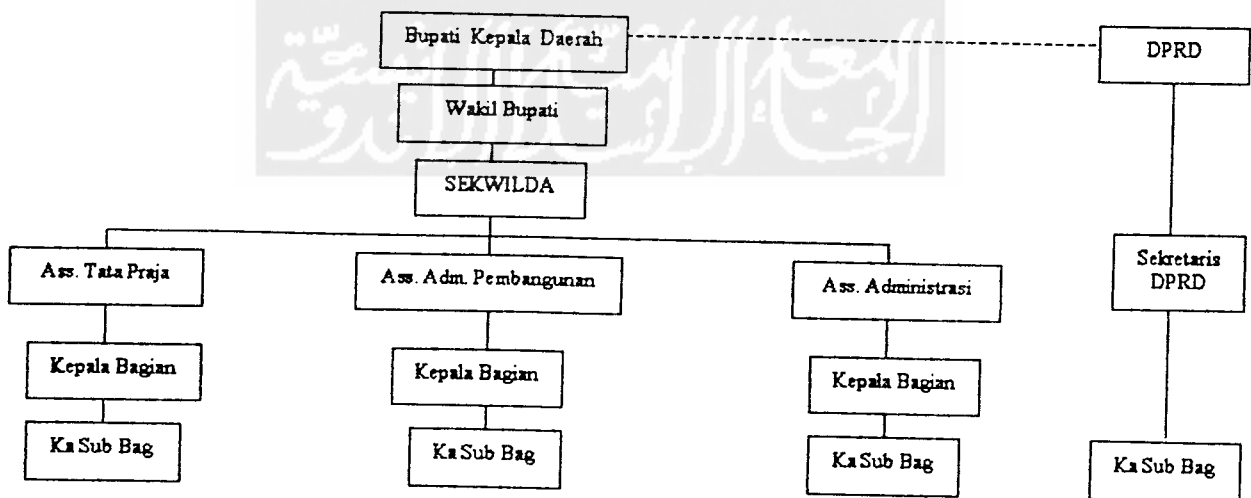 Bupati Kepala Daerah
DPRD
Wakil Bupati
SEKWILDA
Ass. Tata Praja
Ass. Adm. Pembangunan
Ass. Administrasi
Sekretaris
DPRD
Kepala Bagian
Kepala Bagian
Kepala Bagian
Ka Sub Bag
Ka Sub Bag
Ka Sub Bag
Ka Sub Bag